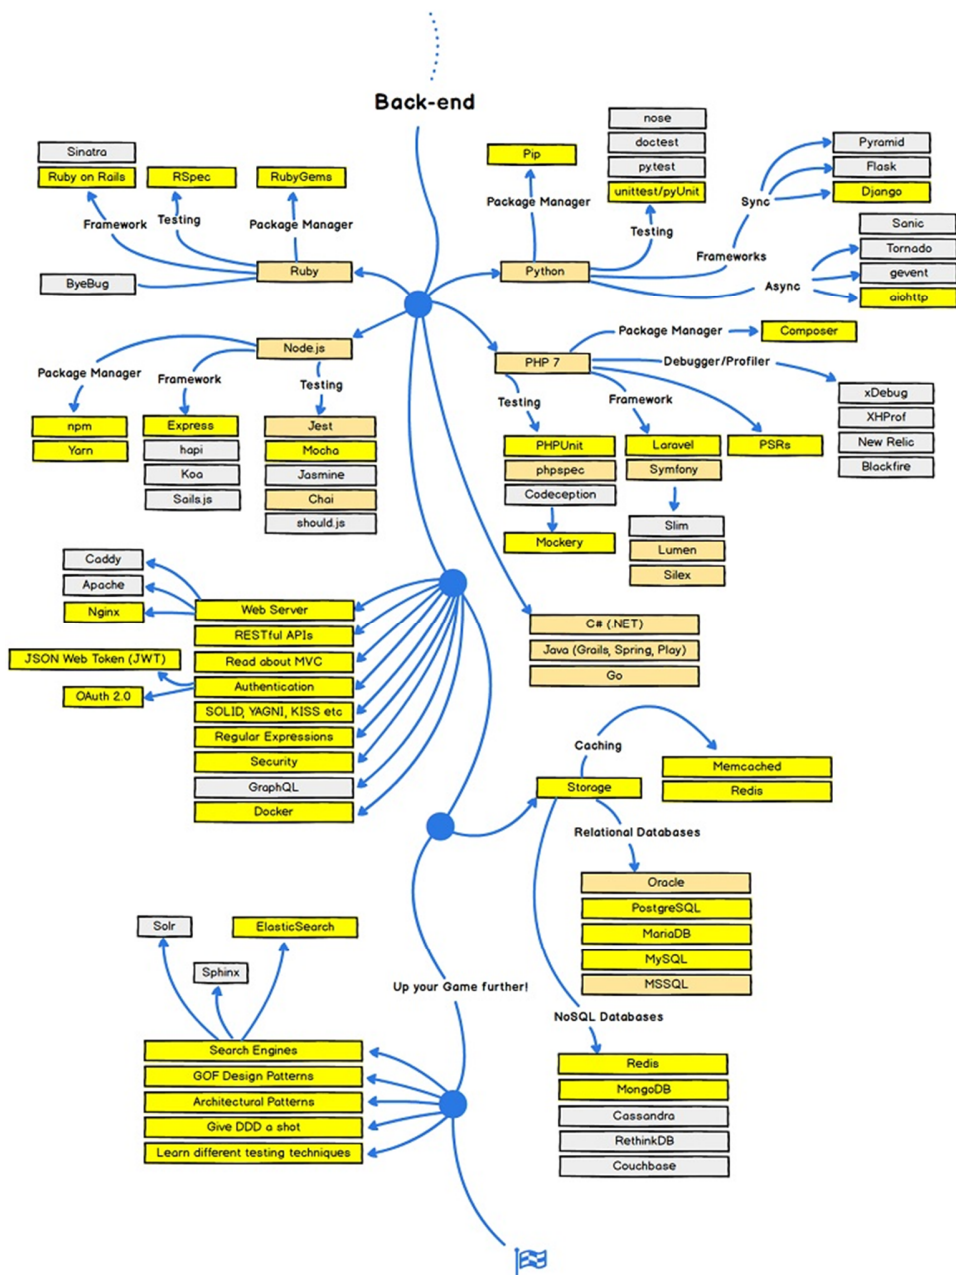 Back-end
Sinatra
Ruby on Rails
RSpec
RubyGems
Framework
Testing
Package Manager
Ruby
ByeBug
nose
doctest
py.test
unittest/pyUnit
Pip
Package Manager
Testing
Python
Pyramid
Flask
Django
Sync
Frameworks
Sanic
Tornado
gevent
aiohttp
Async
Node.js
Package Manager
Framework
Testing
npm
Yarn
Express
hapi
Koa
Sails.js
Jest
Mocha
Jasmine
Chai
should.js
PHP 7
Package Manager
Composer
Debugger/Profiler
xDebug
XHProf
New Relic
Blackfire
Testing
Framework
PHPUnit
phpspec
Codeception
Mockery
Laravel
Symfony
Slim
Lumen
Silex
PSRs
C# (.NET)
Java (Grails, Spring, Play)
Go
Caddy
Apache
Nginx
JSON Web Token (JWT)
OAuth 2.0
Web Server
RESTful APIs
Read about MVC
Authentication
SOLID, YAGNI, KISS etc
Regular Expressions
Security
GraphQL
Docker
Caching
Memcached
Redis
Storage
Relational Databases
Oracle
PostgreSQL
MariaDB
MySQL
MSSQL
NoSQL Databases
Redis
MongoDB
Cassandra
RethinkDB
Couchbase
Up your Game further!
Solr
Sphinx
ElasticSearch
Search Engines
GOF Design Patterns
Architectural Patterns
Give DDD a shot
Learn different testing techniques